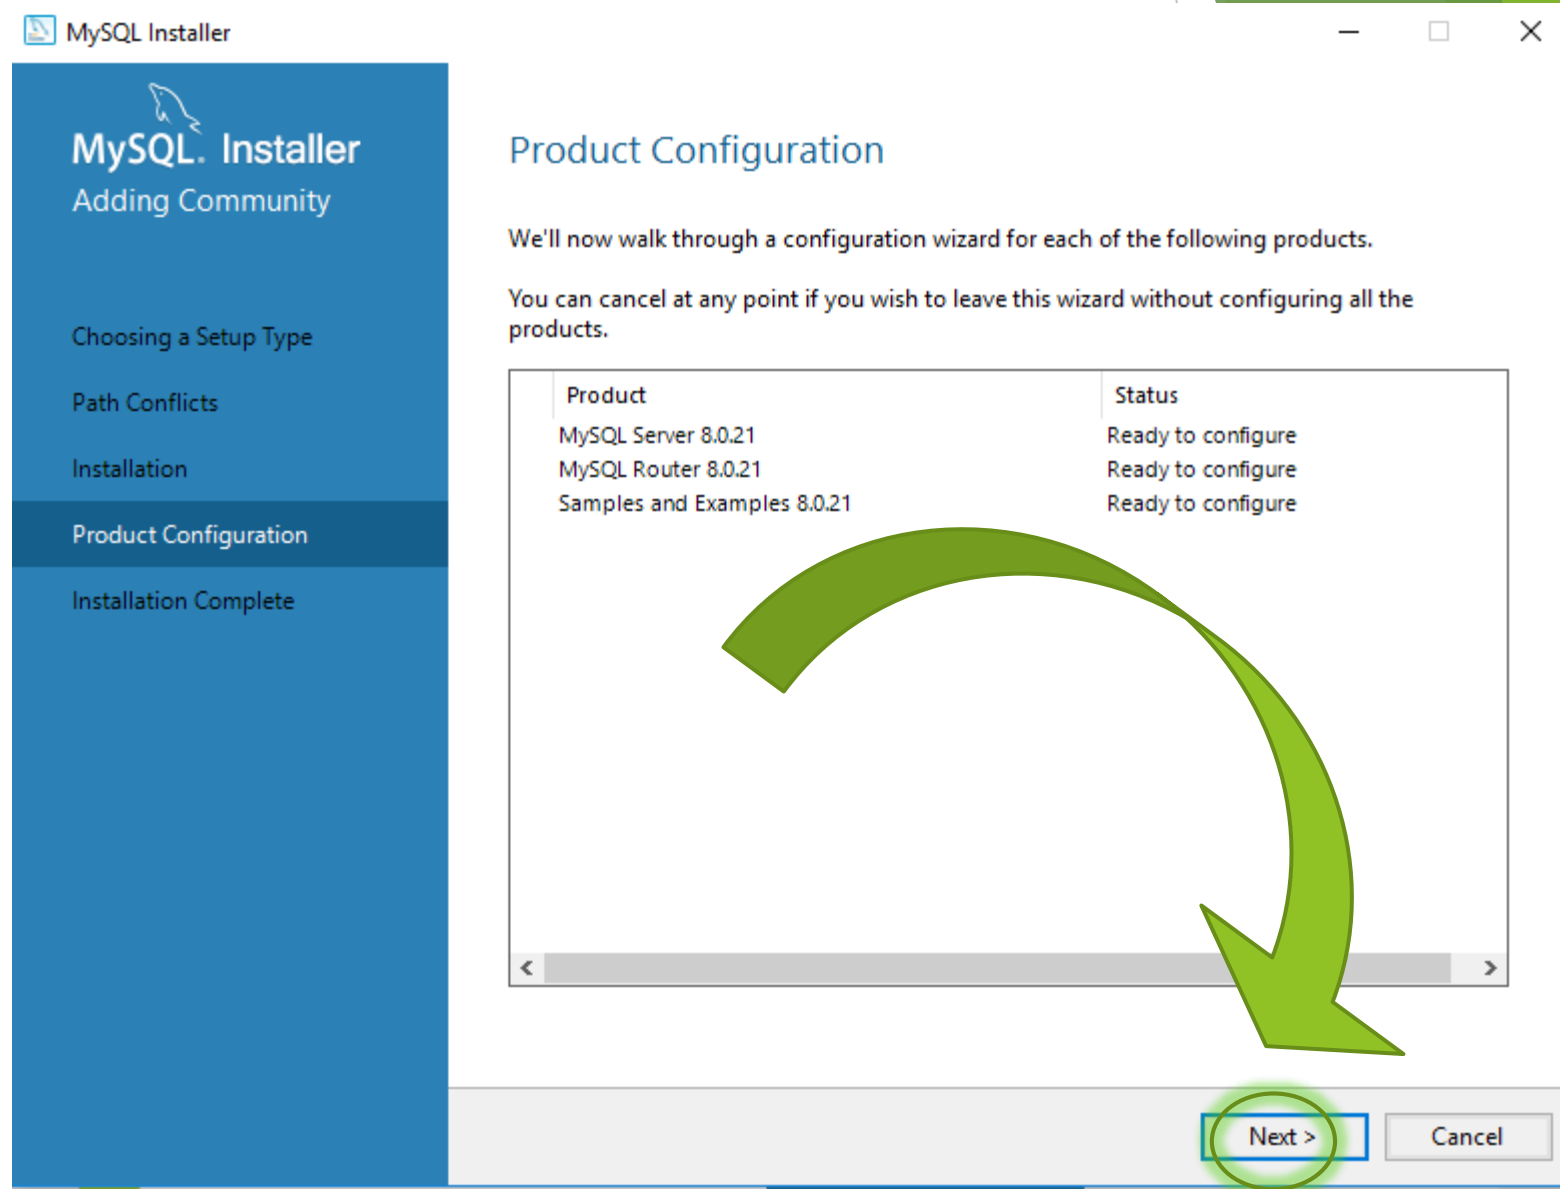 MySQL Installer
MySQL. Installer
Adding Community
Choosing a Setup Type
Path Conflicts
Installation
Product Configuration
Installation Complete
Product Configuration
We'll now walk through a configuration wizard for each of the following products.
You can cancel at any point if you wish to leave this wizard without configuring all the
products.
Product Status
MySQL Server 8.0.21 Ready to configure
MySQL Router 8.0.21 Ready to configure
Samples and Examples 8.0.21 Ready to configure
Next > Cancel